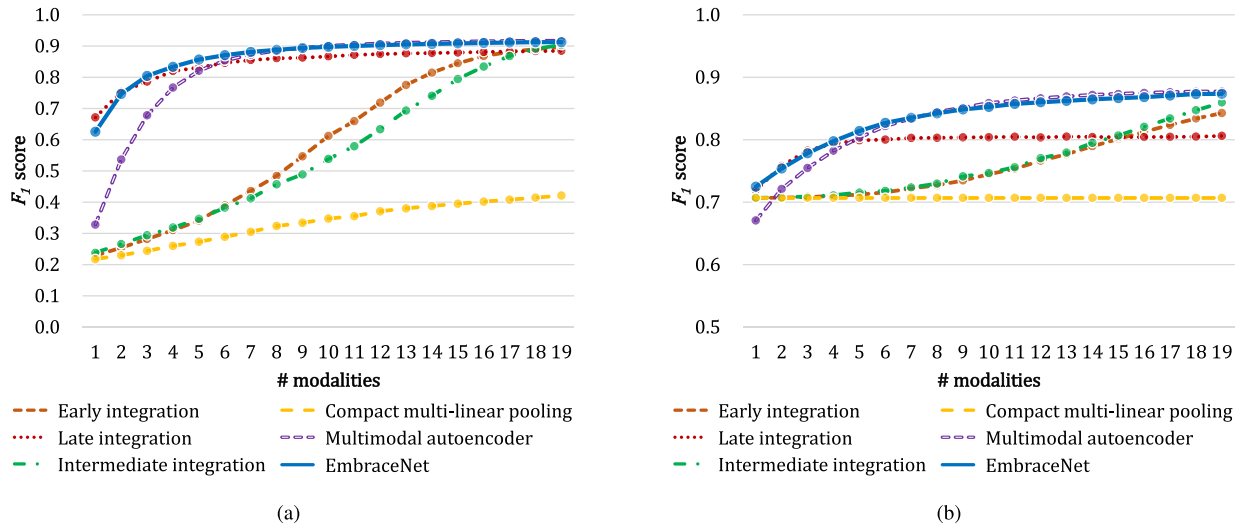 1.0
0.9
0.8
0.7
0.6
0.5
0.4
0.3
0.2
0.1
0.0
F1 score
1 2 3 4 5 6 7 8 9 10 11 12 13 14 15 16 17 18 19
# modalities
Early integration Compact multi-linear pooling
Late integration Multimodal autoencoder
Intermediate integration EmbraceNet
(a)
1.0
0.9
0.8
0.7
0.6
0.5
F1 score
1 2 3 4 5 6 7 8 9 10 11 12 13 14 15 16 17 18 19
# modalities
Early integration Compact multi-linear pooling
Late integration Multimodal autoencoder
Intermediate integration EmbraceNet
(b)